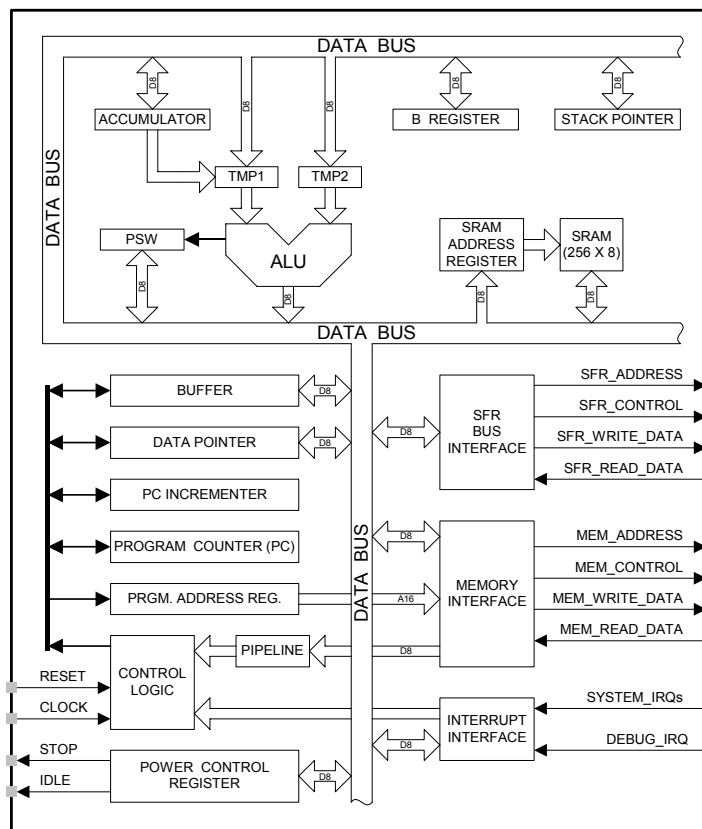 DATA BUS
D8
D8
D8
D8
D8
ACCUMULATOR
B REGISTER
STACK POINTER
DATA BUS
TMP1
TMP2
PSW
ALU
SRAM
ADDRESS
REGISTER
SRAM
(256 X 8)
D8
D8
D8
D8
DATA BUS
BUFFER
D8
DATA POINTER
D8
PC INCREMENTER
PROGRAM COUNTER (PC)
PRGM. ADDRESS REG.
A16
DATA BUS
D8
SFR
BUS
INTERFACE
SFR_ADDRESS
SFR_CONTROL
SFR_WRITE_DATA
SFR_READ_DATA
D8
MEMORY
INTERFACE
MEM_ADDRESS
MEM_CONTROL
MEM_WRITE_DATA
MEM_READ_DATA
D8
PIPELINE
CONTROL
LOGIC
RESET
CLOCK
INTERRUPT
INTERFACE
SYSTEM_IRQs
DEBUG_IRQ
D8
STOP
IDLE
POWER CONTROL
REGISTER
D8